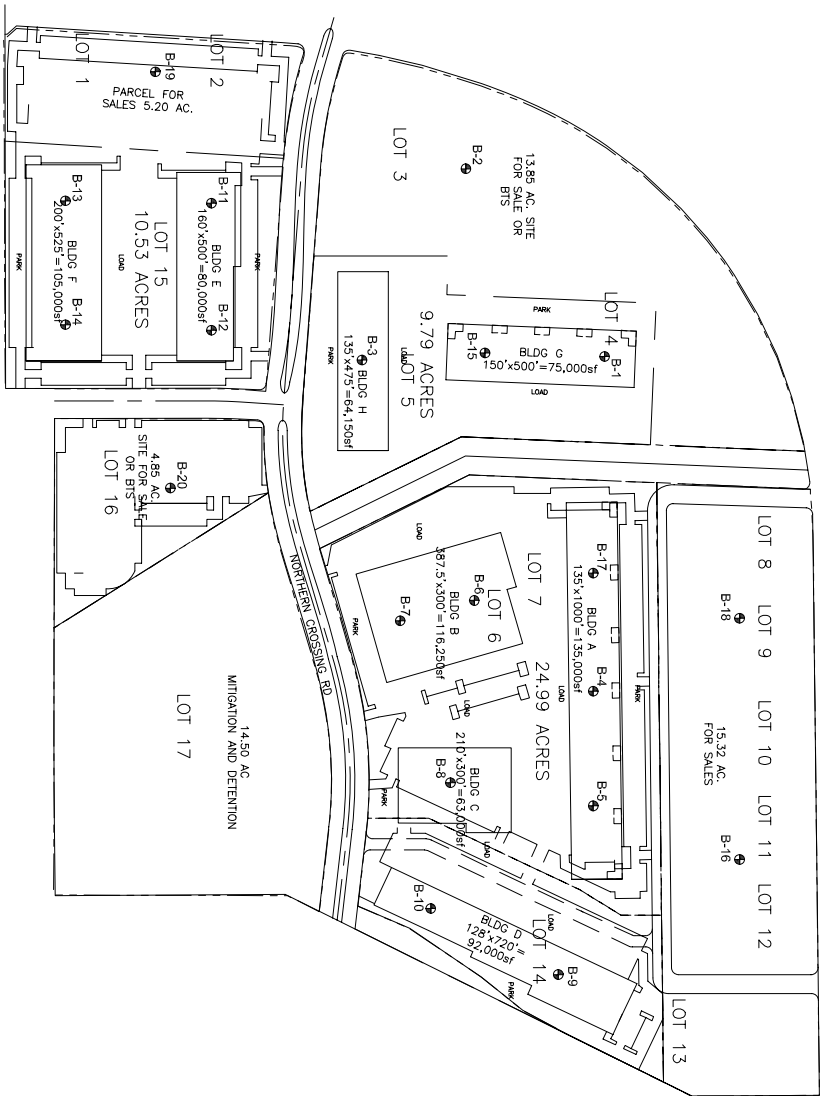 LOT 1
LOT 2
B-19
PARCEL FOR
SALES 5.20 AC.
B-13
BLDG F
200'x525'=105,000sf
B-14
PARK
LOT 15
10.53 ACRES
LOAD
B-11
BLDG E
160'x500'=80,000sf
B-12
PARK
LOT 3
B-2
13.85 AC. SITE
FOR SALE OR
BTS
LOT 4
PARK
B-1
BLDG G
150'x500'=75,000sf
B-15
LOAD
9.79 ACRES
LOT 5
LOAD
B-3
BLDG H
135'x475'=64,150sf
PARK
B-20
4.85 AC.
SITE FOR SALE
OR BTS
LOT 16
NORTHERN CROSSING RD
14.50 AC
MITIGATION AND DETENTION
LOT 17
LOT 7
24.99 ACRES
LOAD
LOT 6
B-6
BLDG B
387.5'x300'=116,250sf
B-7
PARK
LOAD
B-17
BLDG A
135'x1000'=135,000sf
B-4
B-5
PARK
LOAD
BLDG C
210'x300'=63,000sf
B-8
PARK
LOAD
LOT 14
LOAD
BLDG D
128'x720'=
92,000sf
B-10
B-9
PARK
LOT 8
LOT 9
LOT 10
LOT 11
LOT 12
LOT 13
B-18
15.32 AC.
FOR SALES
B-16